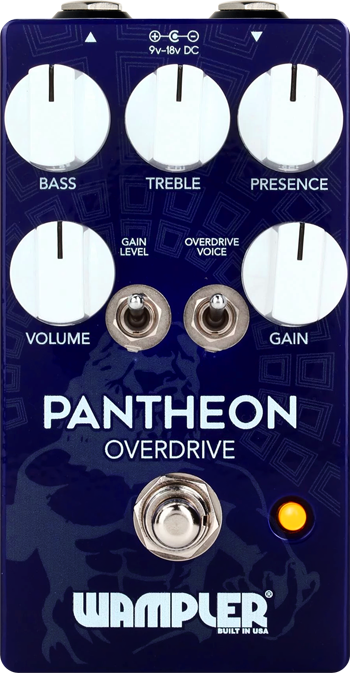 9v-18v DC
BASS
TREBLE
PRESENCE
GAIN
LEVEL
OVERDRIVE
VOICE
VOLUME
GAIN
PANTHEON
OVERDRIVE
WAMPLER®
BUILT IN USA